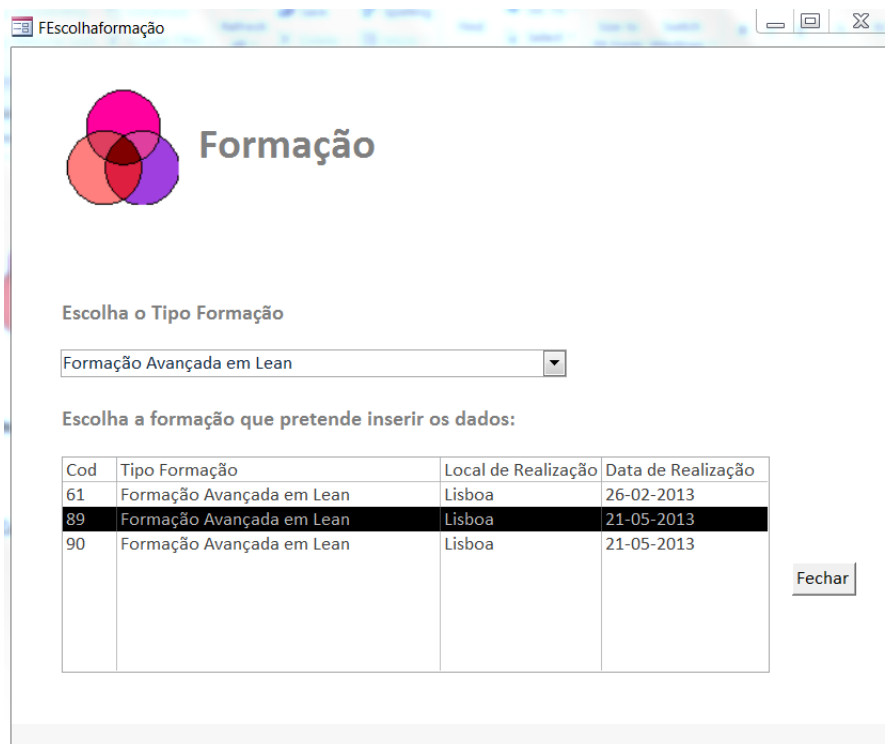 FEscolhaformação
Formação
Escolha o Tipo Formação
Formação Avançada em Lean
Escolha a formação que pretende inserir os dados:
Cod Tipo Formação Local de Realização Data de Realização
61 Formação Avançada em Lean Lisboa 26-02-2013
89 Formação Avançada em Lean Lisboa 21-05-2013
90 Formação Avançada em Lean Lisboa 21-05-2013
Fechar